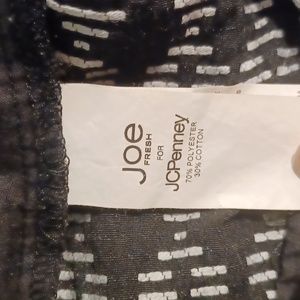 Joe
FRESH
FOR
JCPenney
70% POLYESTER
30% COTTON